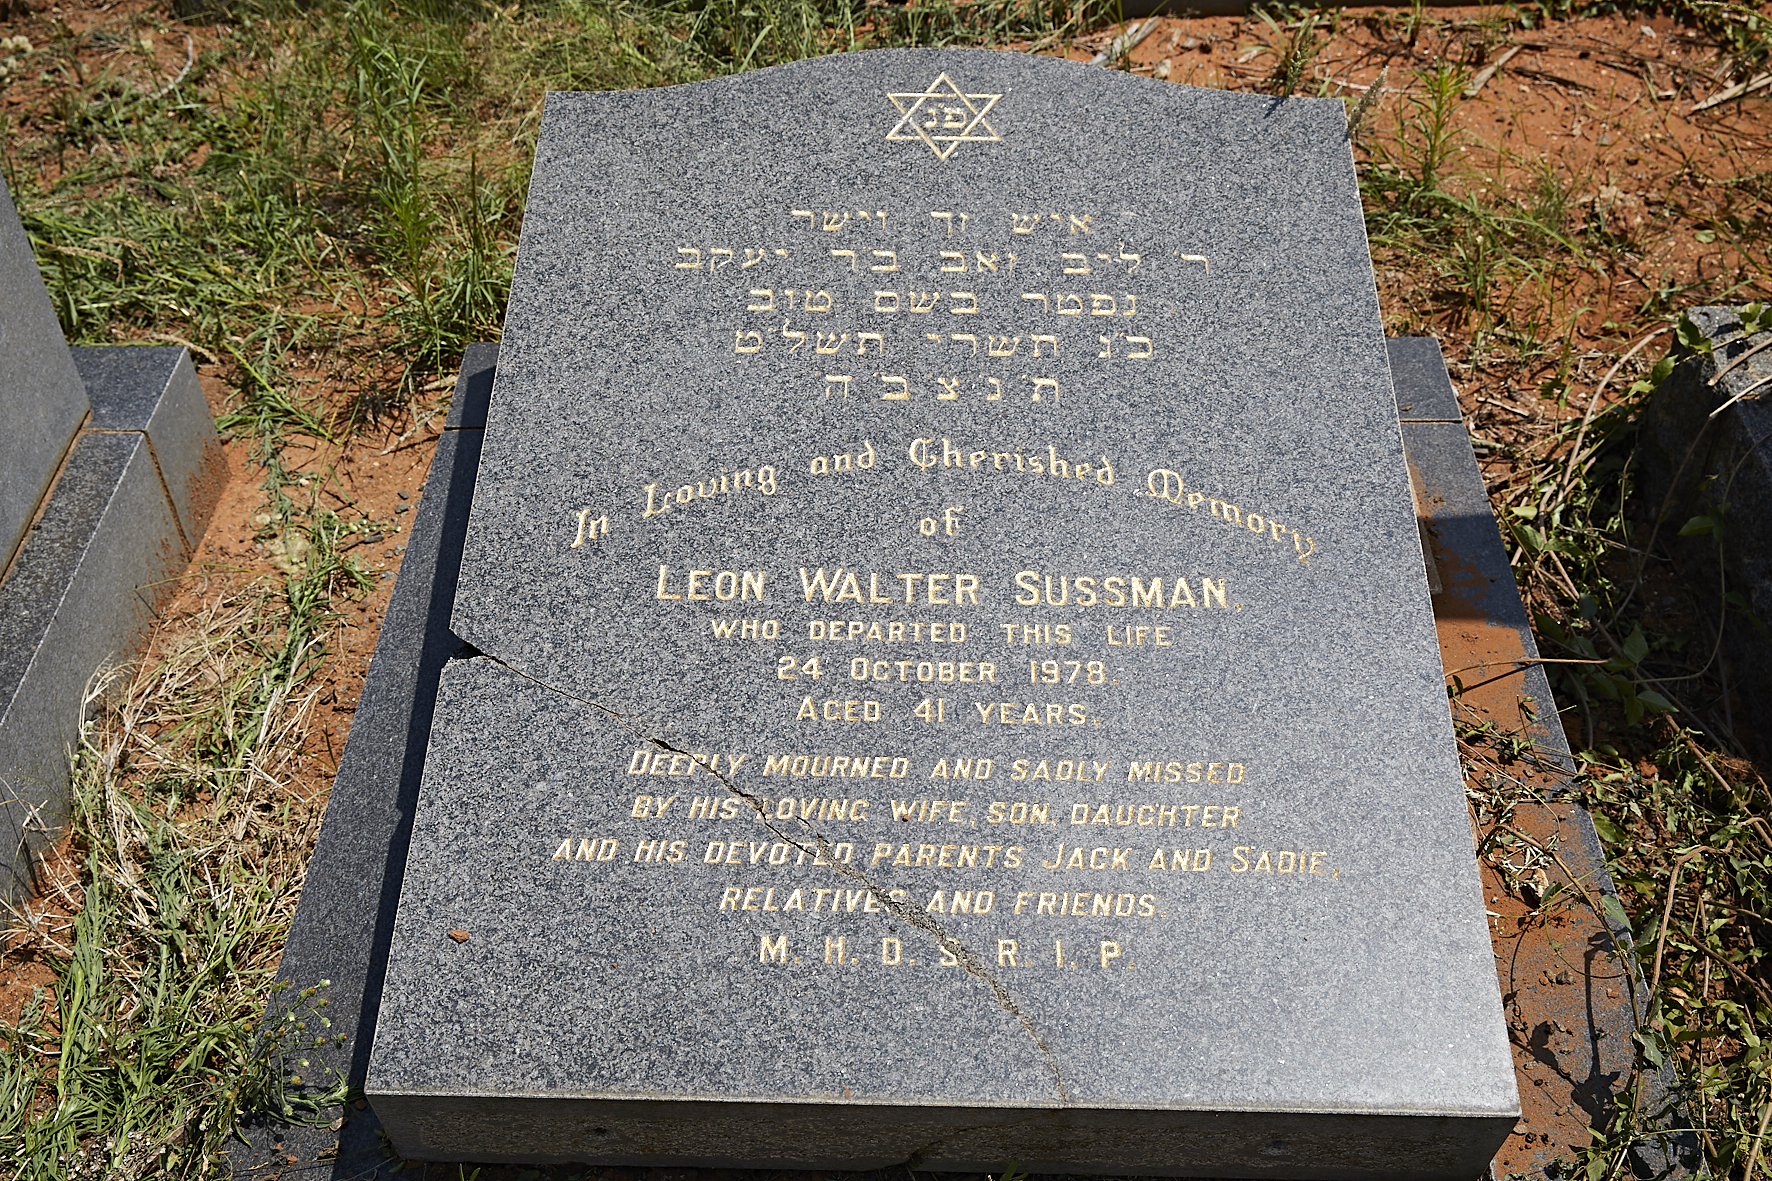 פ נ
איש זך וישר
ר' ליב זאב בר' יעקב
נפטר בשם טוב
כ"ג תשרי תשל"ט
ת' נ' צ' ב' ה'
In Loving and Cherished Memory
of
LEON WALTER SUSSMAN.
WHO DEPARTED THIS LIFE
24 OCTOBER 1978.
AGED 41 YEARS.
DEEPLY MOURNED AND SADLY MISSED
BY HIS LOVING WIFE, SON, DAUGHTER
AND HIS DEVOTED PARENTS JACK AND SADIE,
RELATIVES AND FRIENDS.
M. H. D. S. R. I. P.